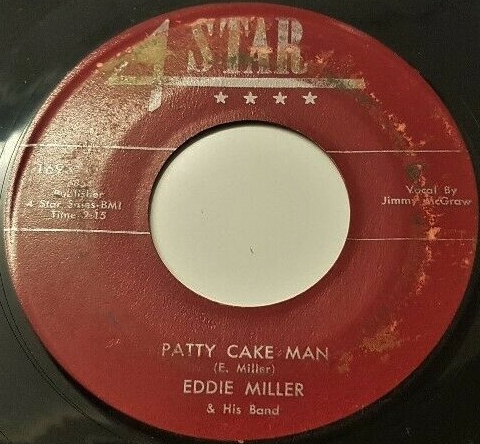 4 STAR
★ ★ ★ ★
Publisher
4 Star Sales-BMI
Time 2-15
Vocal By
Jimmy McGraw
PATTY CAKE MAN
(E. Miller)
EDDIE MILLER
& His Band